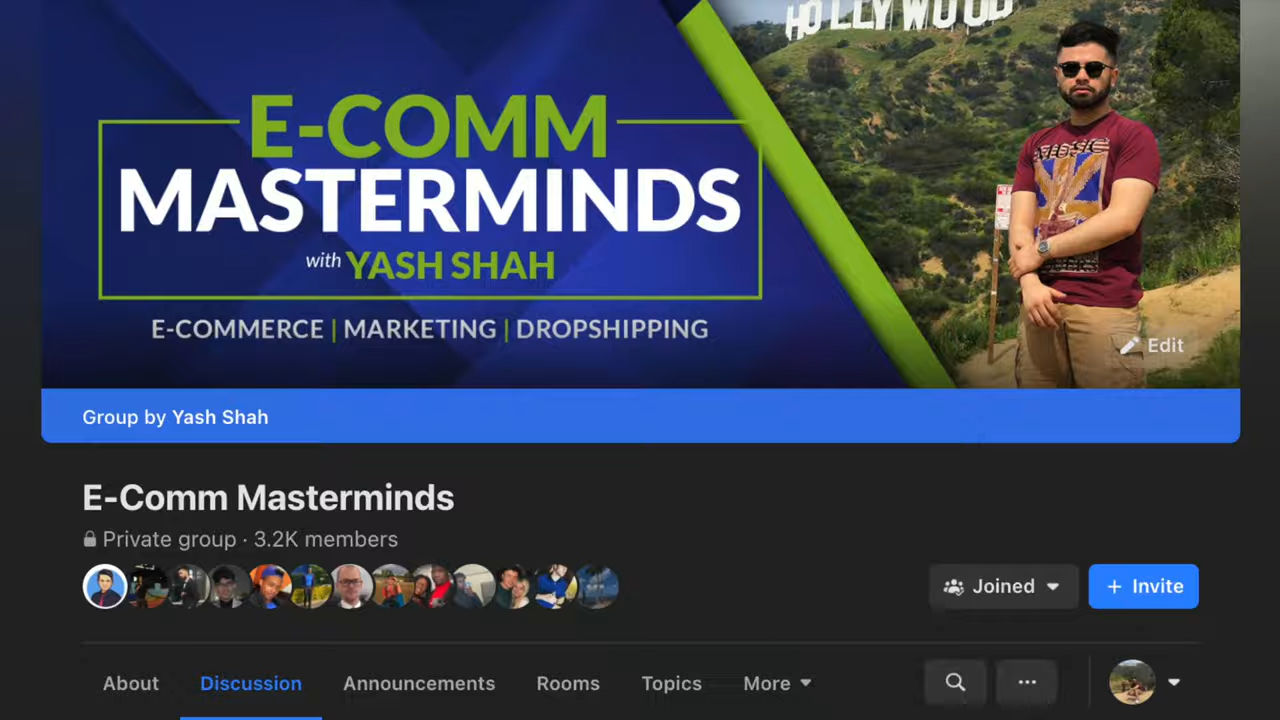 HOLLYWOOD
E-COMM
MASTERMINDS
with YASH SHAH
E-COMMERCE | MARKETING | DROPSHIPPING
MUSIC
Edit
Group by Yash Shah
E-Comm Masterminds
Private group · 3.2K members
Joined
+ Invite
About Discussion Announcements Rooms Topics More